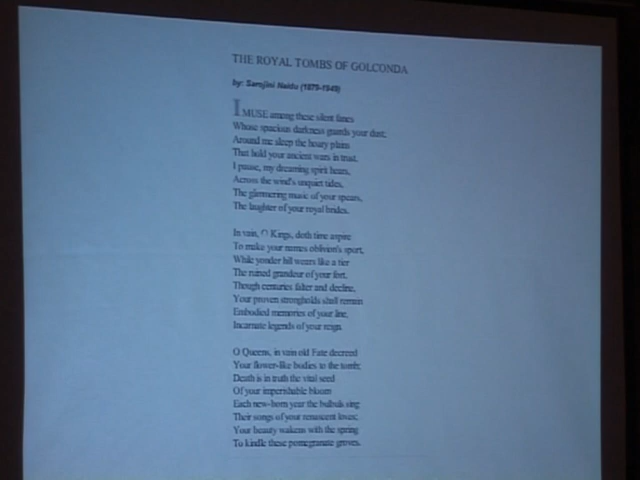 THE ROYAL TOMBS OF GOLCONDA
by: Sarojini Naidu (1879-1949)
I MUSE among these silent fanes
Whose spacious darkness guards your dust;
Around me sleep the hoary plains
That hold your ancient wars in trust.
I pause, my dreaming spirit hears,
Across the wind's unquiet tides,
The glimmering music of your spears,
The laughter of your royal brides.
In vain, O Kings, doth time aspire
To make your names oblivion's sport,
While yonder hill wears like a tier
The ruined grandeur of your fort.
Though centuries falter and decline,
Your proven strongholds shall remain
Embodied memories of your line,
Incarnate legends of your reign.
O Queens, in vain old Fate decreed
Your flower-like bodies to the tomb;
Death is in truth the vital seed
Of your imperishable bloom
Each new-born year the bulbuls sing
Their songs of your renascent loves;
Your beauty wakens with the spring
To kindle these pomegranate groves.